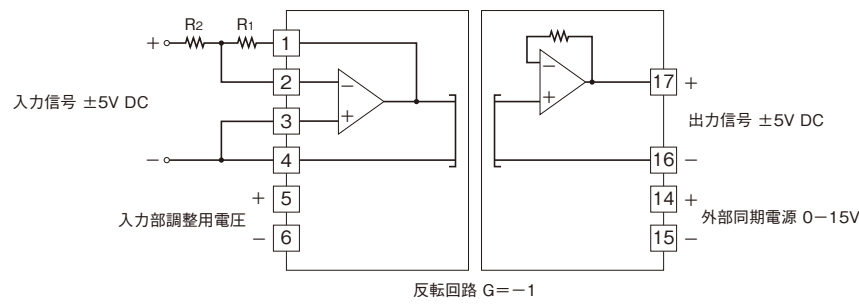 R2 R1
+ 1
2 − 17 +
入力信号 ±5V DC
+ 3
出力信号 ±5V DC
− 4 16 −
+ 5 14 +
入力部調整用電圧
外部同期電源 0−15V
− 6 15 −
− +
反転回路 G=−1